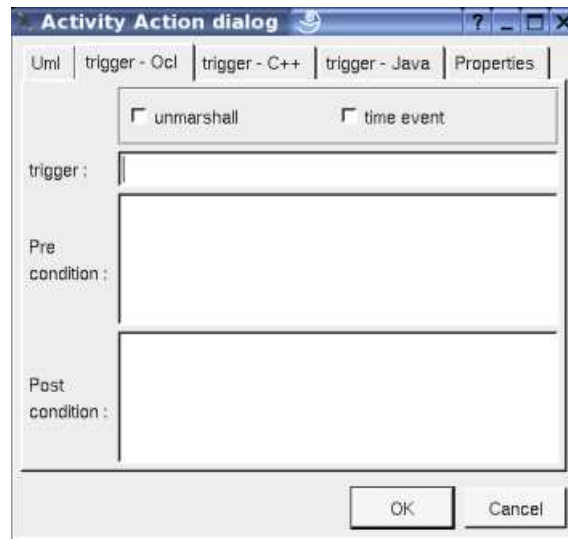 Activity Action dialog
Uml trigger - Ocl trigger - C++ trigger - Java Properties
unmarshall time event
trigger :
Pre
condition :
Post
condition :
OK Cancel